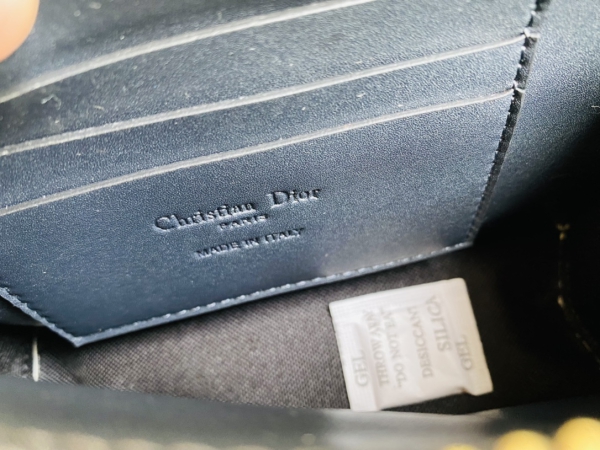 Christian Dior
PARIS
MADE IN ITALY
SILICA
GEL
DESICCANT
"DO NOT EAT"
THROW AWAY
GEL